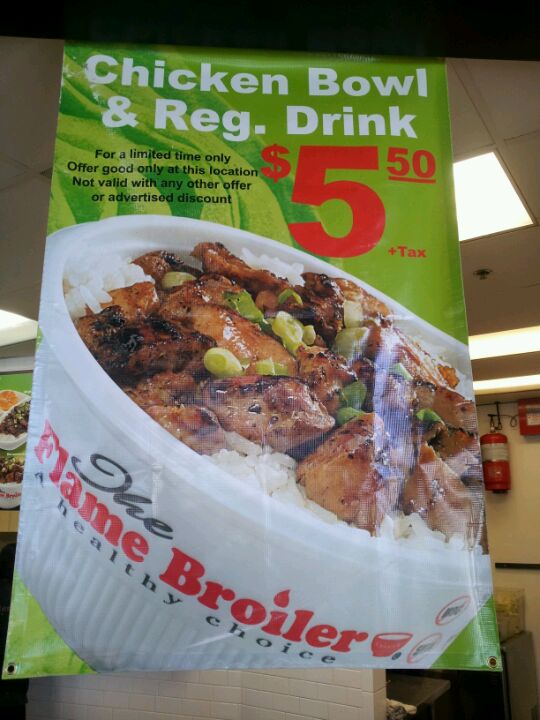 Chicken Bowl
& Reg. Drink
For a limited time only
Offer good only at this location
Not valid with any other offer
or advertised discount
$5 50
+Tax
The
Flame Broiler
A healthy choice